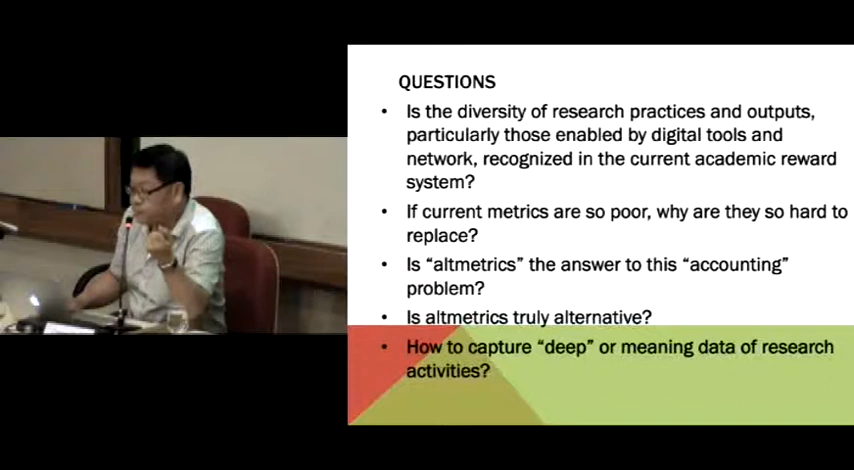 QUESTIONS
• Is the diversity of research practices and outputs,
particularly those enabled by digital tools and
network, recognized in the current academic reward
system?
• If current metrics are so poor, why are they so hard to
replace?
• Is “altmetrics” the answer to this “accounting”
problem?
• Is altmetrics truly alternative?
• How to capture “deep” or meaning data of research
activities?